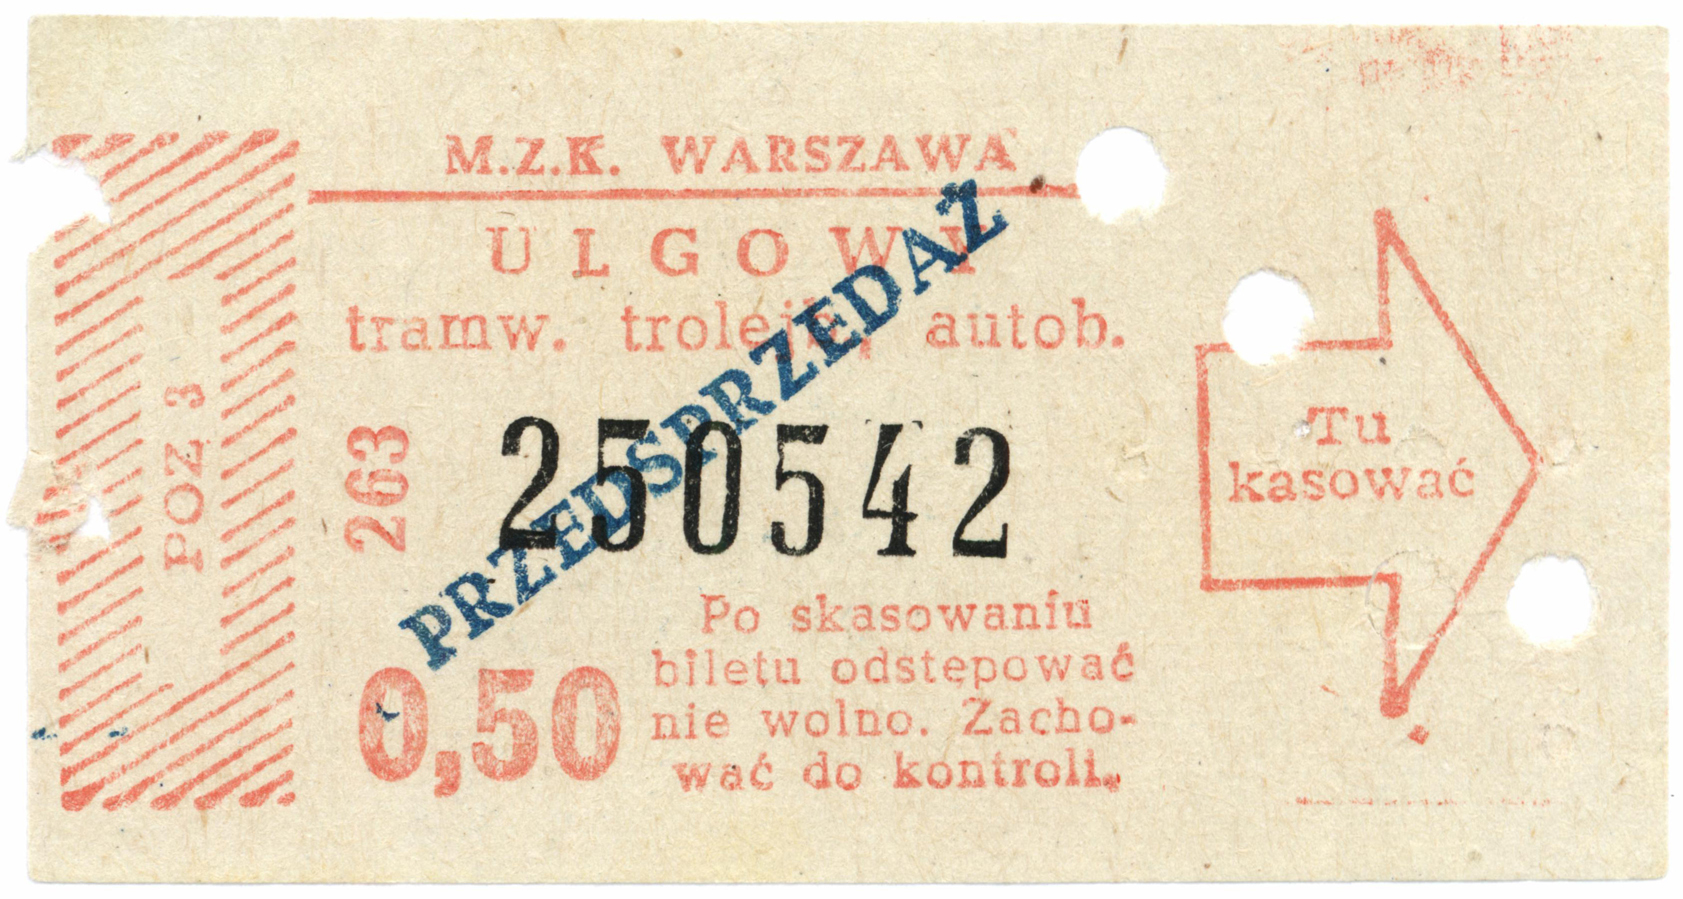 M.Z.K. WARSZAWA
ULGOWY
tramw. trolejb. autob.
PRZEDSPRZEDAŻ
POZ 3
263
250542
0,50
Po skasowaniu
biletu odstępować
nie wolno. Zacho-
wać do kontroli.
Tu
kasować